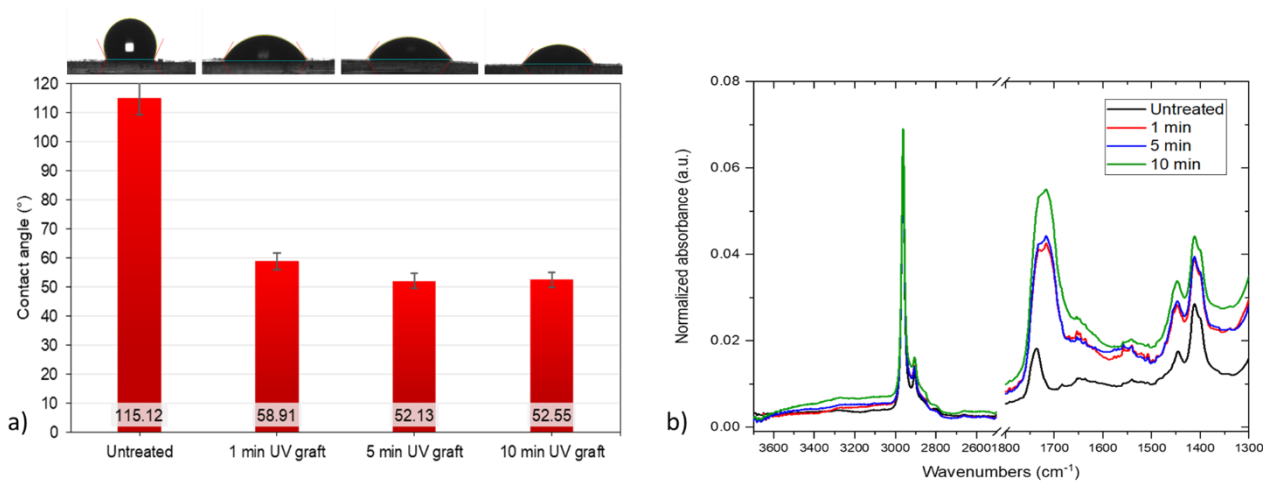 120
110
100
90
80
70
60
50
40
30
20
10
0
Contact angle (°)
115.12 58.91 52.13 52.55
Untreated 1 min UV graft 5 min UV graft 10 min UV graft
a)
0.08
0.06
0.04
0.02
0.00
Normalized absorbance (a.u.)
Untreated
1 min
5 min
10 min
3600 3200 3000 2800 1700 1600 1500 1400 1300
Wavenumbers (cm⁻¹)
b)